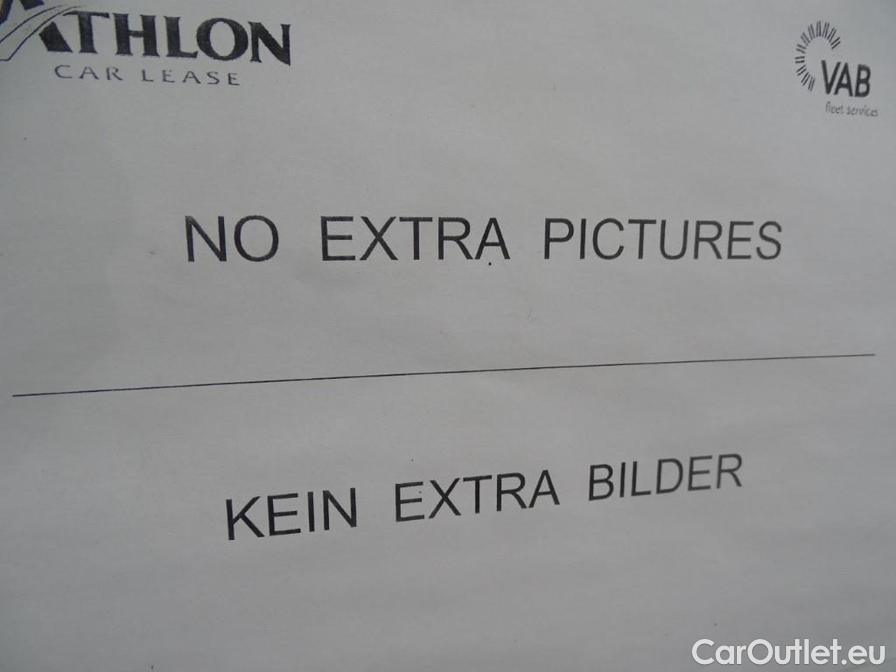 ATHLON
CAR LEASE
VAB
fleet services
NO EXTRA PICTURES
KEIN EXTRA BILDER
CarOutlet.eu